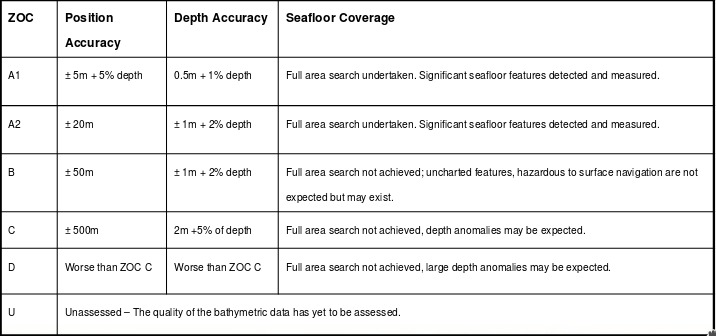 ZOC Position Accuracy Depth Accuracy Seafloor Coverage
A1 ± 5m + 5% depth 0.5m + 1% depth Full area search undertaken. Significant seafloor features detected and measured.
A2 ± 20m ± 1m + 2% depth Full area search undertaken. Significant seafloor features detected and measured.
B ± 50m ± 1m + 2% depth Full area search not achieved; uncharted features, hazardous to surface navigation are not
expected but may exist.
C ± 500m 2m +5% of depth Full area search not achieved, depth anomalies may be expected.
D Worse than ZOC C Worse than ZOC C Full area search not achieved, large depth anomalies may be expected.
U Unassessed – The quality of the bathymetric data has yet to be assessed.